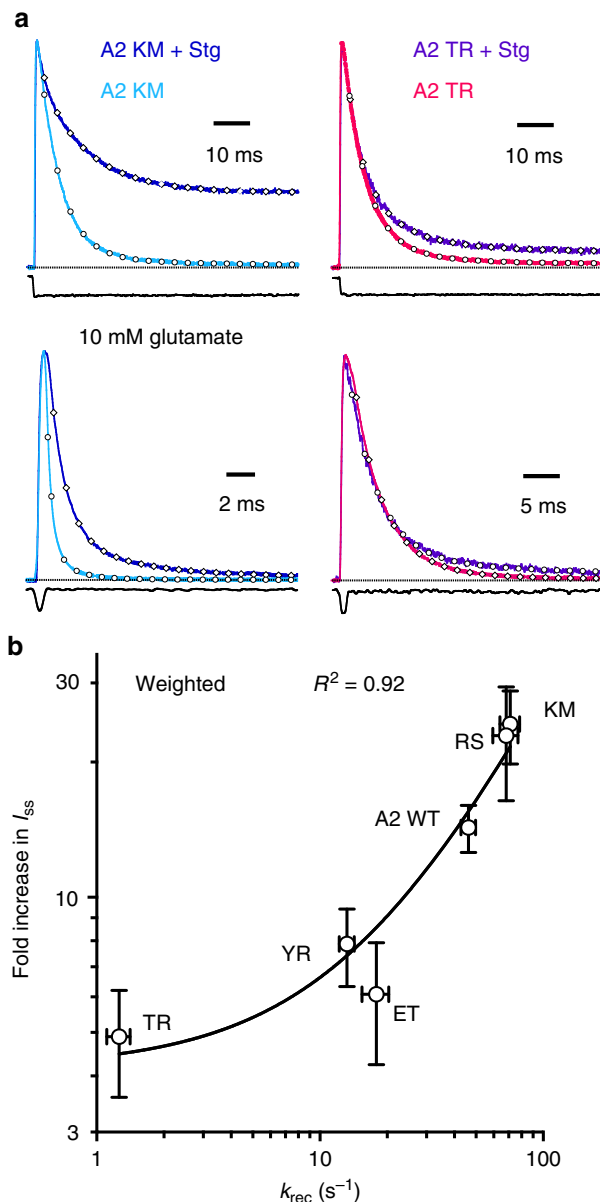 a
A2 KM + Stg
A2 KM
10 ms
A2 TR + Stg
A2 TR
10 ms
10 mM glutamate
2 ms
5 ms
b
Weighted
R² = 0.92
KM
RS
A2 WT
YR
ET
TR
Fold increase in Iss
30
10
3
1
10
100
krec (s⁻¹)